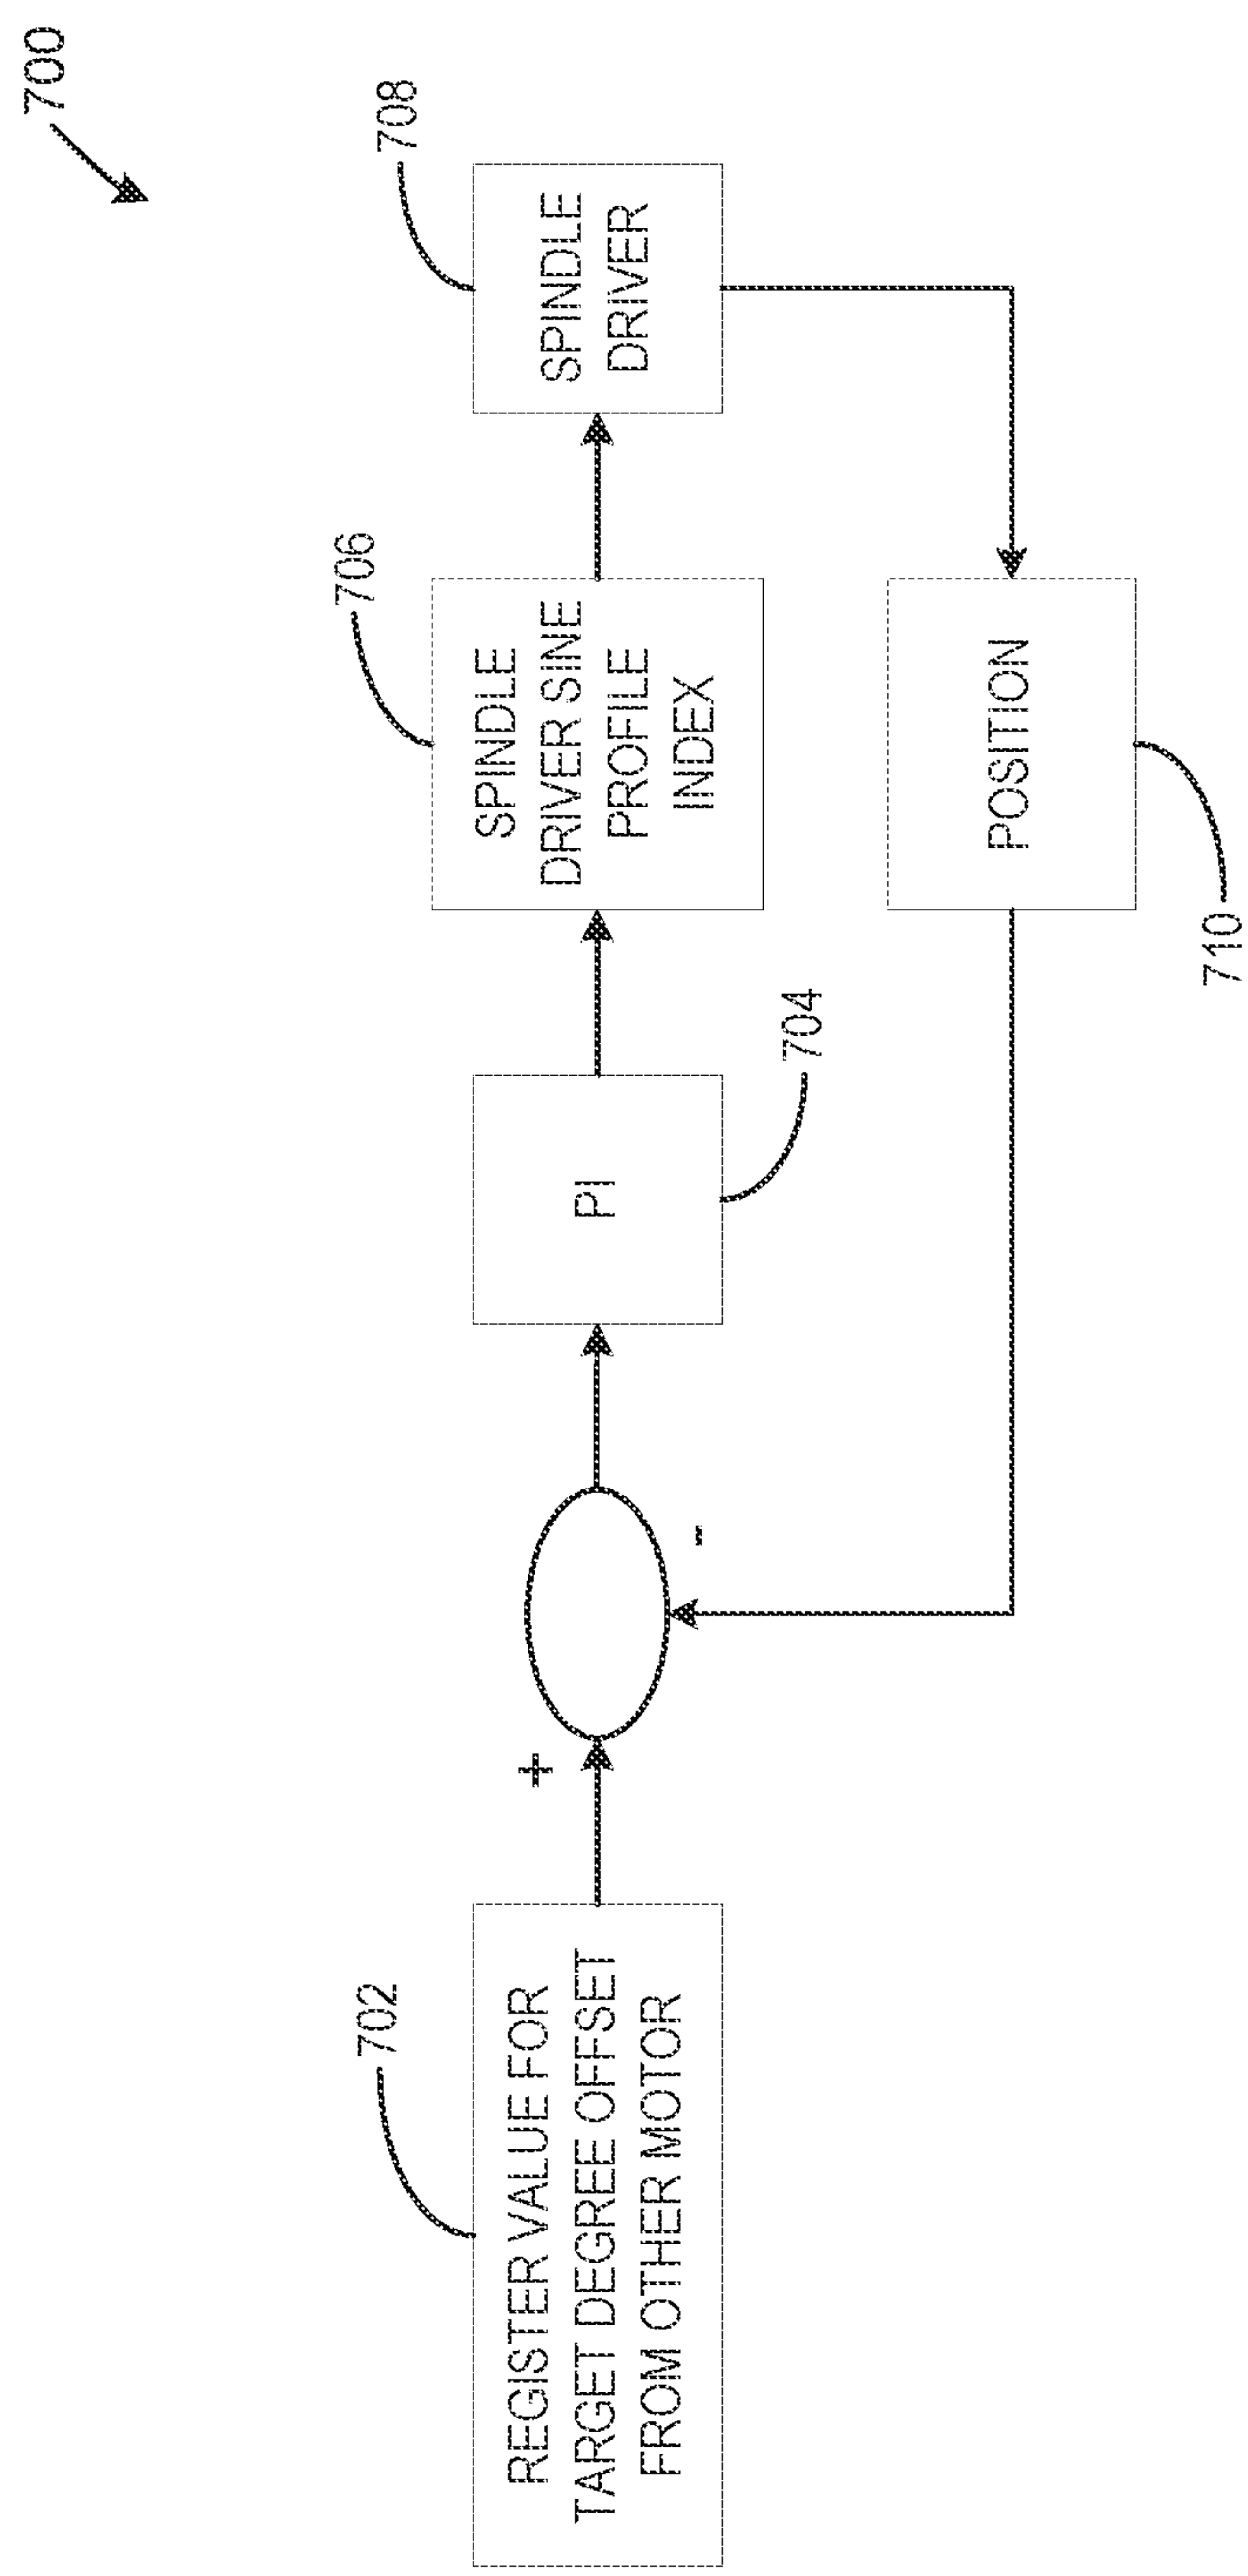 700
702
REGISTER VALUE FOR
TARGET DEGREE OFFSET
FROM OTHER MOTOR
+
-
PI
704
706
SPINDLE
DRIVER SINE
PROFILE
INDEX
708
SPINDLE
DRIVER
POSITION
710